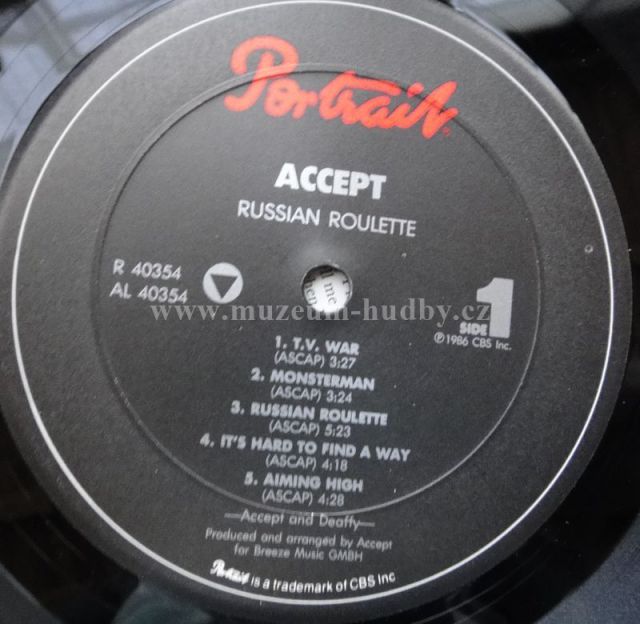 Portrait®
ACCEPT
RUSSIAN ROULETTE
R 40354
AL 40354
1
SIDE
℗1986 CBS Inc.
www.muzeum-hudby.cz
1. T.V. WAR
(ASCAP) 3:27
2. MONSTERMAN
(ASCAP) 3:24
3. RUSSIAN ROULETTE
(ASCAP) 5:23
4. IT'S HARD TO FIND A WAY
(ASCAP) 4:18
5. AIMING HIGH
(ASCAP) 4:28
—Accept and Deaffy—
Produced and arranged by Accept
for Breeze Music GMBH
Portrait is a trademark of CBS Inc